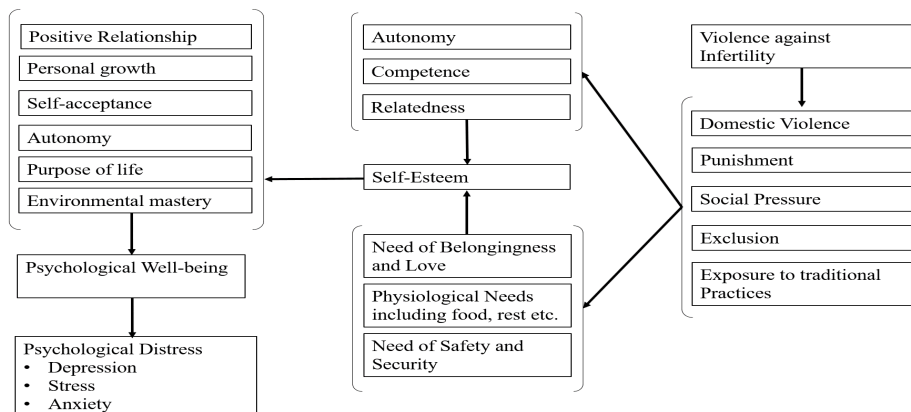 Positive Relationship
Personal growth
Self-acceptance
Autonomy
Purpose of life
Environmental mastery
Psychological Well-being
Psychological Distress
• Depression
• Stress
• Anxiety
Autonomy
Competence
Relatedness
Self-Esteem
Need of Belongingness
and Love
Physiological Needs
including food, rest etc.
Need of Safety and
Security
Violence against
Infertility
Domestic Violence
Punishment
Social Pressure
Exclusion
Exposure to traditional
Practices